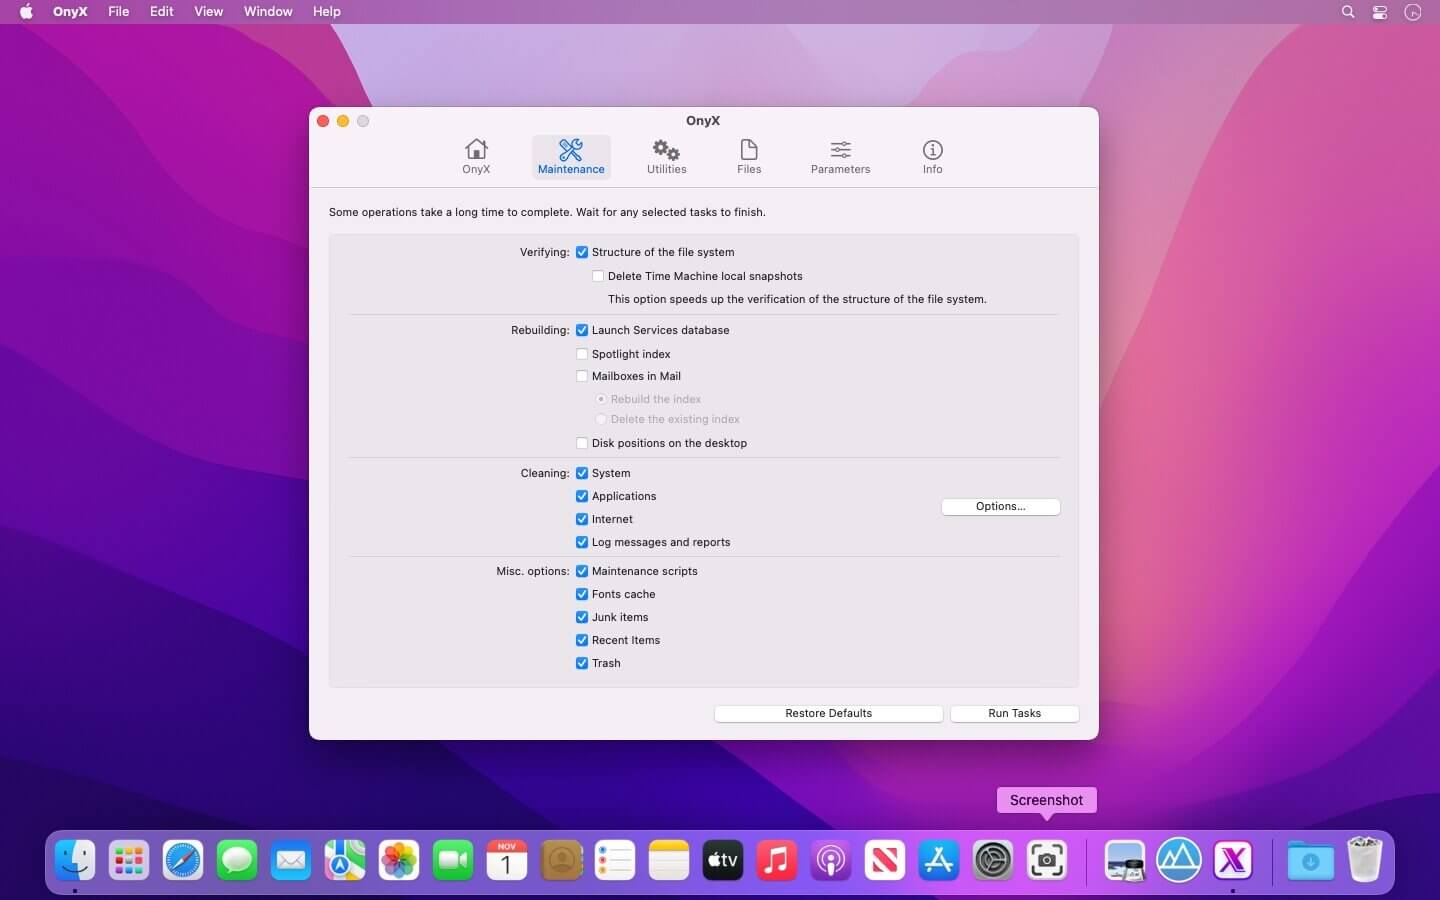 OnyX File Edit View Window Help
OnyX
OnyX Maintenance Utilities Files Parameters Info
Some operations take a long time to complete. Wait for any selected tasks to finish.
Verifying: Structure of the file system
Delete Time Machine local snapshots
This option speeds up the verification of the structure of the file system.
Rebuilding: Launch Services database
Spotlight index
Mailboxes in Mail
Rebuild the index
Delete the existing index
Disk positions on the desktop
Cleaning: System
Applications
Options...
Internet
Log messages and reports
Misc. options: Maintenance scripts
Fonts cache
Junk items
Recent Items
Trash
Restore Defaults Run Tasks
Screenshot
NOV
1
tv